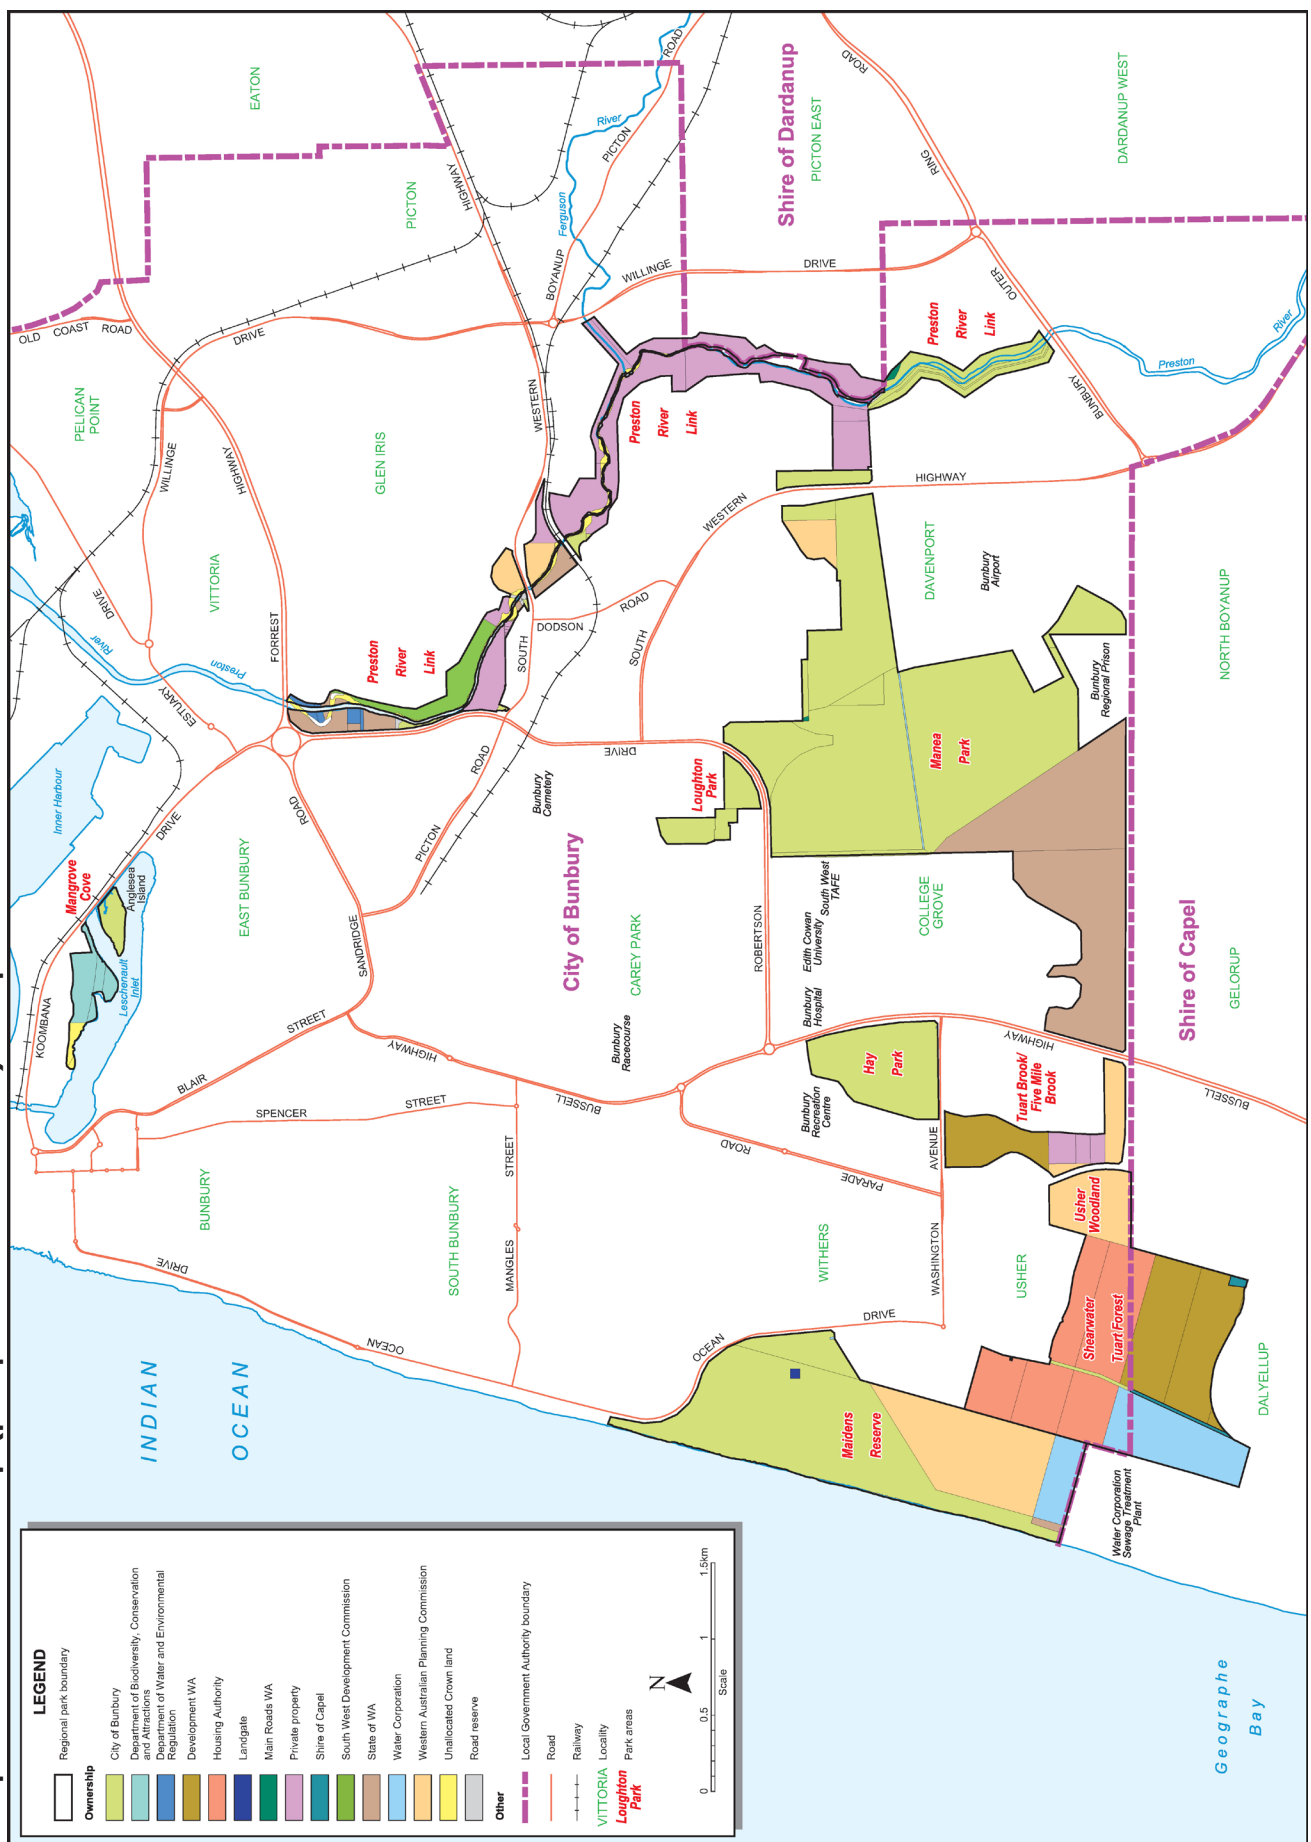 LEGEND
Regional park boundary
Ownership
City of Bunbury
Department of Biodiversity, Conservation
and Attractions
Department of Water and Environmental
Regulation
Development WA
Housing Authority
Landgate
Main Roads WA
Private property
Shire of Capel
South West Development Commission
State of WA
Water Corporation
Western Australian Planning Commission
Unallocated Crown land
Road reserve
Other
Local Government Authority boundary
Road
Railway
VITTORIA
Locality
Loughton
Park
Park areas
N
0
0.5
1
1.5km
Scale
INDIAN
OCEAN
Geographe
Bay
KOOMBANA
DRIVE
Mangrove
Cove
Anglesea
Island
Leschenault
Inlet
Inner Harbour
BLAIR
STREET
SPENCER
STREET
BUNBURY
EAST BUNBURY
SOUTH BUNBURY
OCEAN
DRIVE
MANGLES
STREET
SANDRIDGE
ROAD
HIGHWAY
BUSSELL
ESTUARY
DRIVE
River
Preston
VITTORIA
PELICAN
POINT
OLD
COAST
ROAD
EATON
PICTON
WILLINGE
DRIVE
HIGHWAY
FORREST
GLEN IRIS
Preston
River
Link
SOUTH
WESTERN
HIGHWAY
DODSON
ROAD
PICTON
ROAD
Bunbury
Cemetery
BOYANUP
PICTON
ROAD
Ferguson
River
WILLINGE
DRIVE
Preston
River
Link
Shire of Dardanup
PICTON EAST
DARDANUP WEST
RING
ROAD
OUTER
BUNBURY
Preston
River
Link
Preston
River
SOUTH
WESTERN
HIGHWAY
DRIVE
Loughton
Park
City of Bunbury
CAREY PARK
Bunbury
Racecourse
ROBERTSON
Edith Cowan
University
South West
TAFE
Bunbury
Hospital
COLLEGE
GROVE
Manea
Park
DAVENPORT
Bunbury
Airport
Bunbury
Regional Prison
NORTH BOYANUP
Shire of Capel
GELORUP
HIGHWAY
BUSSELL
Hay
Park
Bunbury
Recreation
Centre
Tuart Brook/
Five Mile
Brook
PARADE
ROAD
WASHINGTON
AVENUE
WITHERS
USHER
Usher
Woodland
Shearwater
Tuart Forest
DALYELLUP
OCEAN
DRIVE
Maidens
Reserve
Water Corporation
Sewage Treatment
Plant